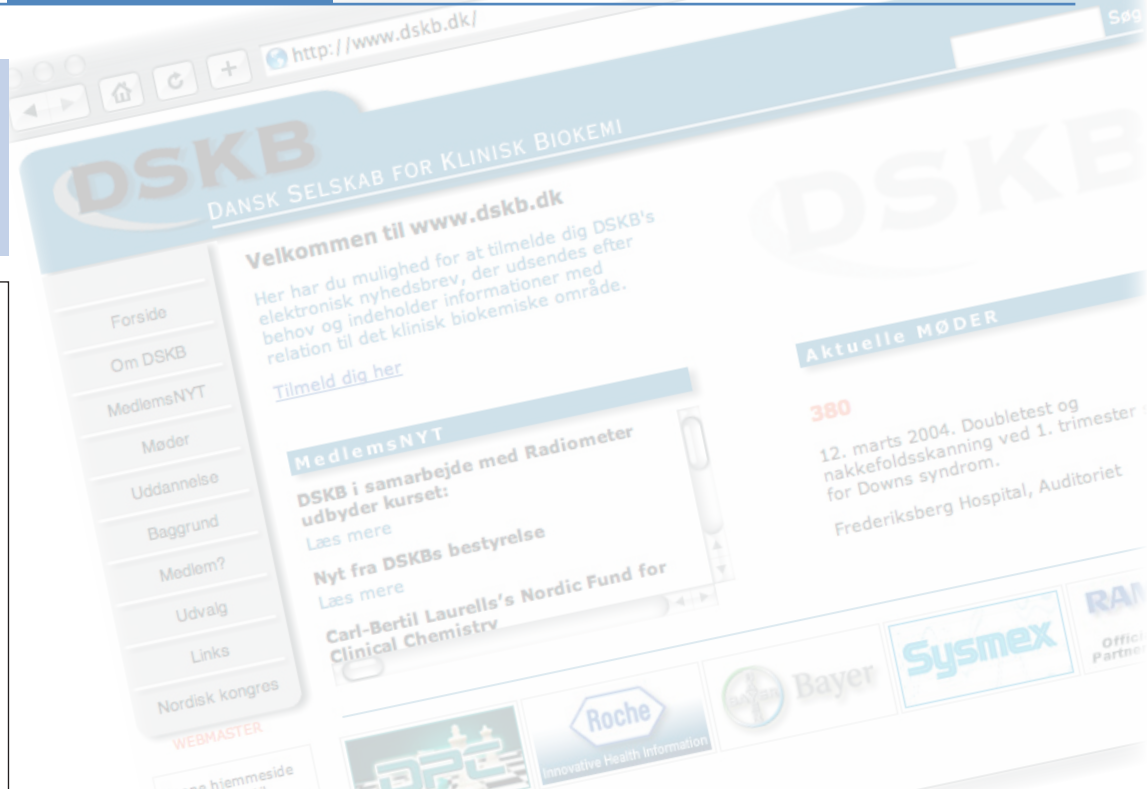 http://www.dskb.dk/
Søg
DSKB
DANSK SELSKAB FOR KLINISK BIOKEMI
DSKB
Velkommen til www.dskb.dk
Her har du mulighed for at tilmelde dig DSKB's
elektronisk nyhedsbrev, der udsendes efter
behov og indeholder informationer med
relation til det klinisk biokemiske område.
Tilmeld dig her
Forside
Om DSKB
MedlemsNYT
Møder
Uddannelse
Baggrund
Medlem?
Udvalg
Links
Nordisk kongres
WEBMASTER
hjemmeside
MedlemsNYT
DSKB i samarbejde med Radiometer
udbyder kurset:
Læs mere
Nyt fra DSKBs bestyrelse
Læs mere
Carl-Bertil Laurells's Nordic Fund for
Clinical Chemistry
Aktuelle MØDER
380
12. marts 2004. Doubletest og
nakkefoldsskanning ved 1. trimester
for Downs syndrom.
Frederiksberg Hospital, Auditoriet
DPC
Roche
Innovative Health Information
Bayer
Sysmex